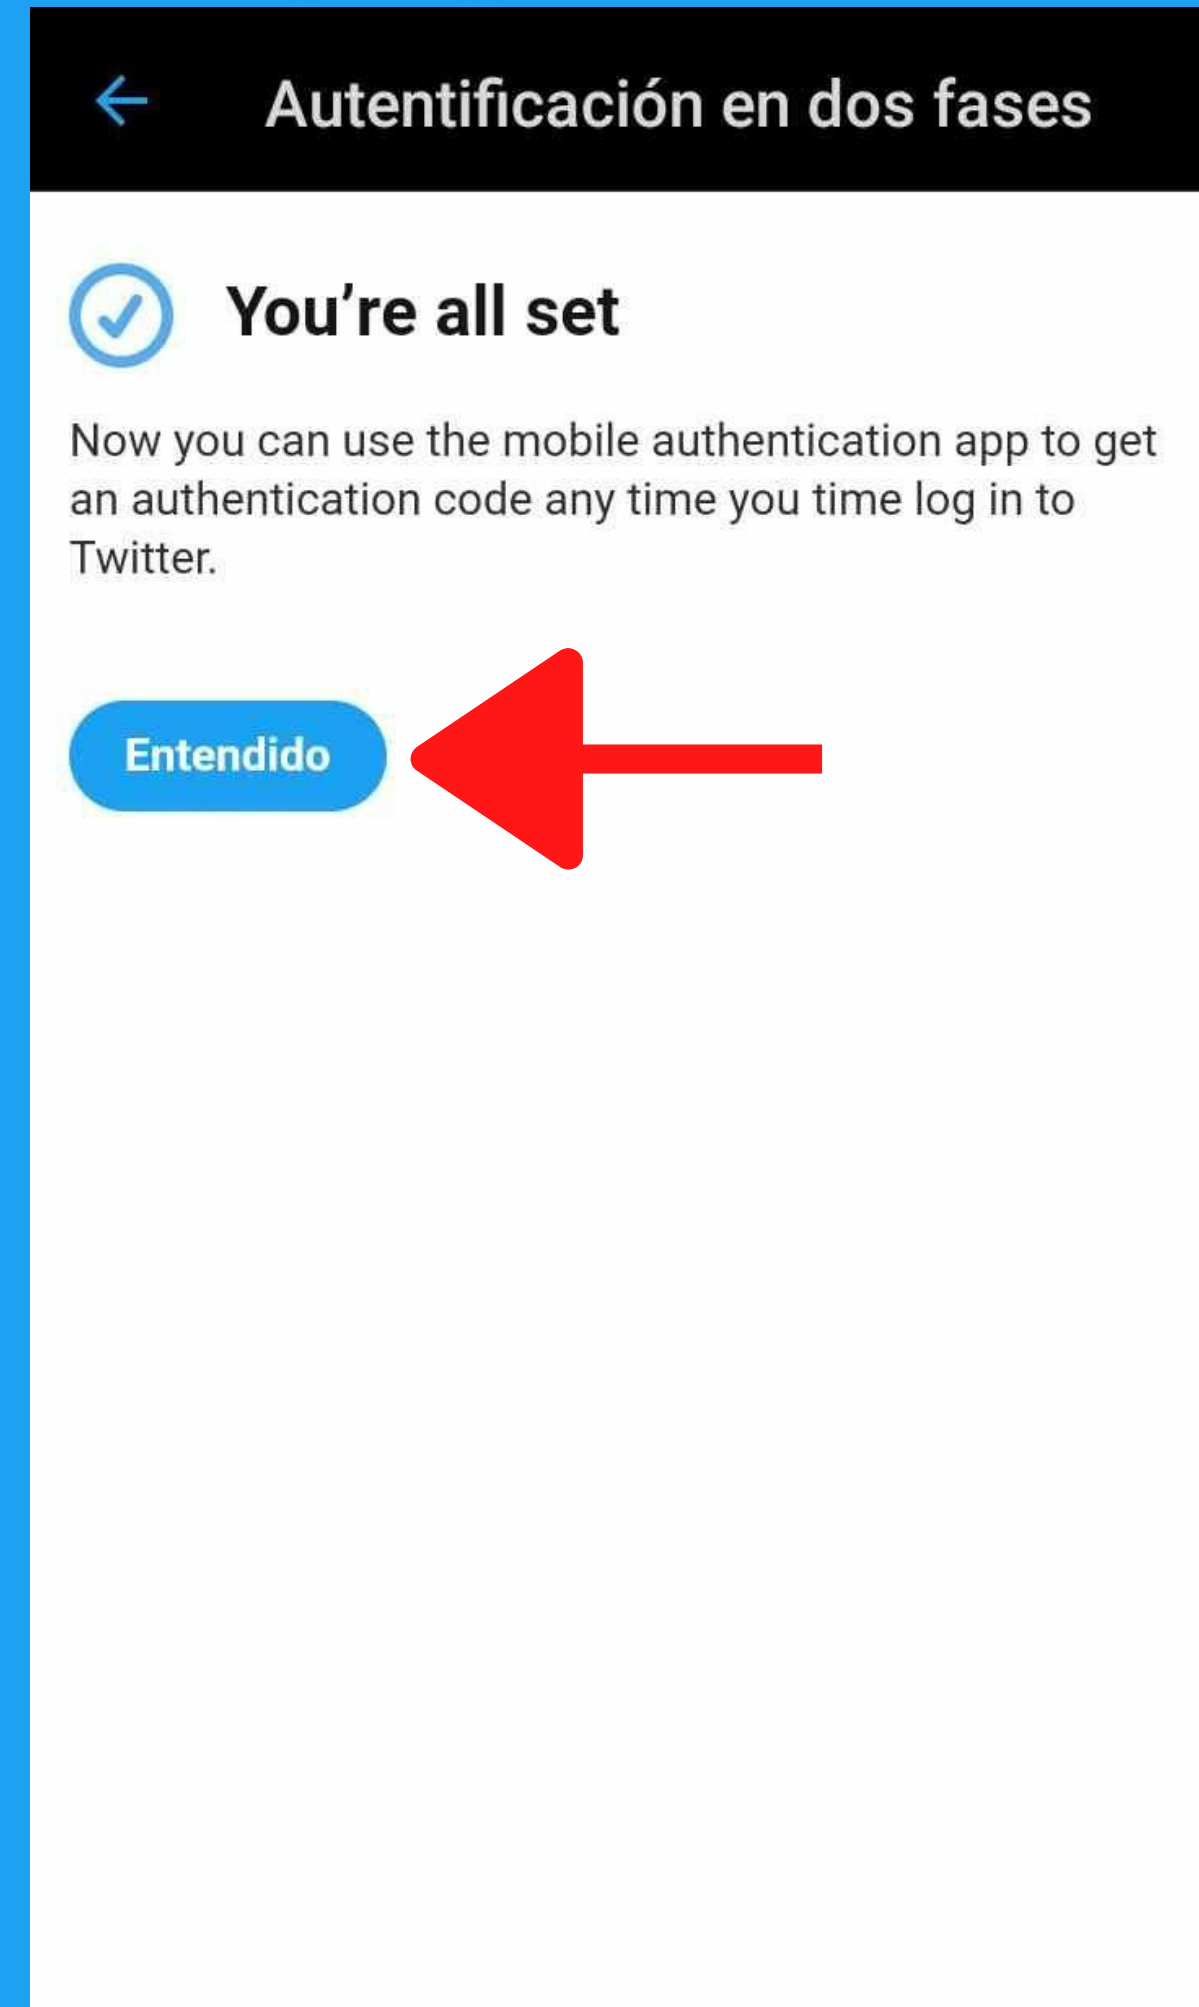 Autentificación en dos fases
You’re all set
Now you can use the mobile authentication app to get
an authentication code any time you time log in to
Twitter.
Entendido